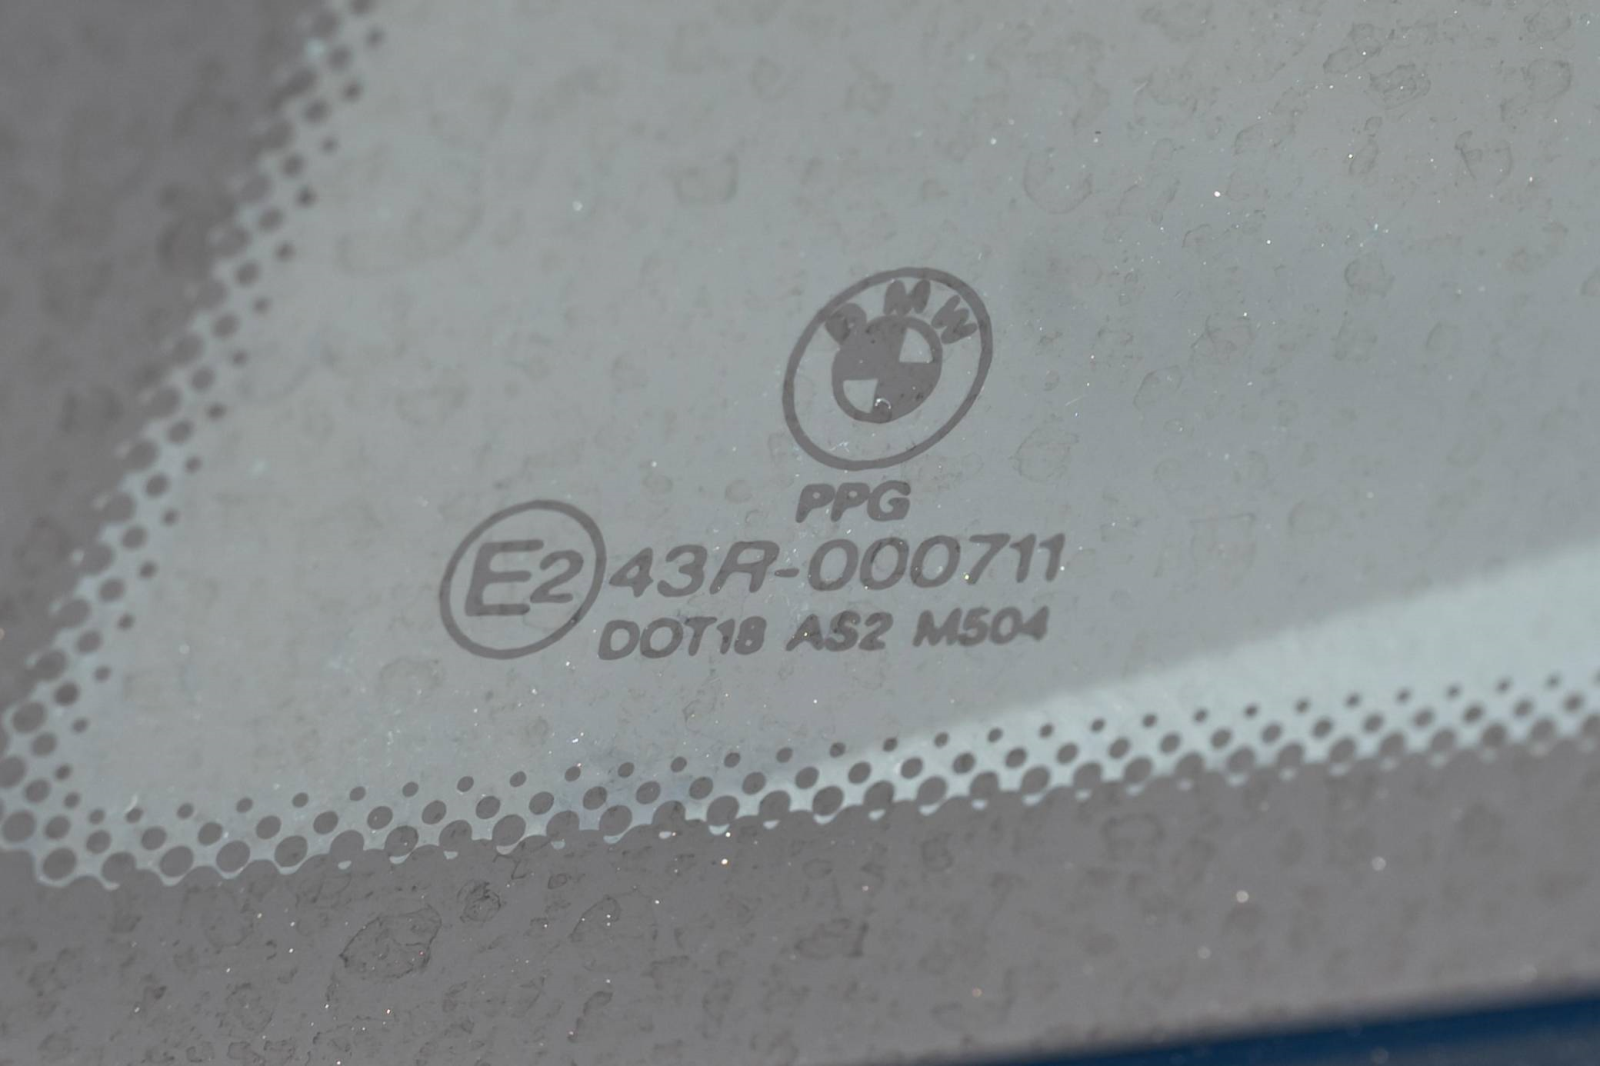 BMW
PPG
E2 43R-000711
DOT18 AS2 M504